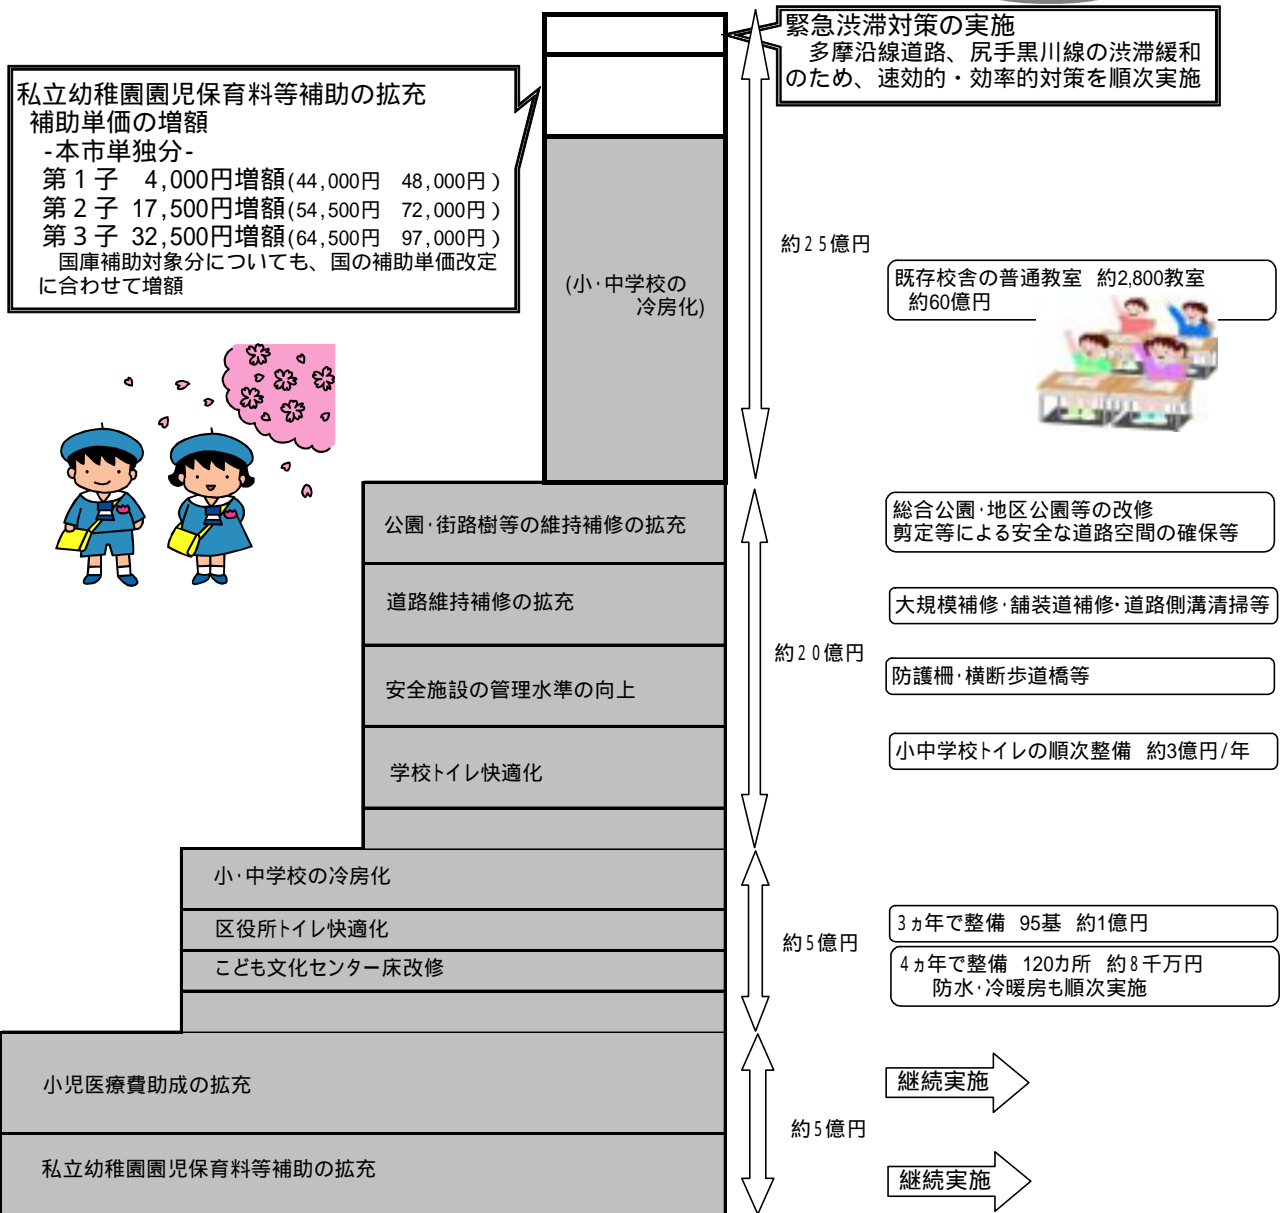 緊急渋滞対策の実施
多摩沿線道路、尻手黒川線の渋滞緩和
のため、速効的・効率的対策を順次実施
私立幼稚園園児保育料等補助の拡充
補助単価の増額
-本市単独分-
第１子 4,000円増額(44,000円 48,000円)
第２子 17,500円増額(54,500円 72,000円)
第３子 32,500円増額(64,500円 97,000円)
国庫補助対象分についても、国の補助単価改定
に合わせて増額
(小・中学校の
冷房化)
約25億円
既存校舎の普通教室 約2,800教室
約60億円
公園・街路樹等の維持補修の拡充
総合公園・地区公園等の改修
剪定等による安全な道路空間の確保等
道路維持補修の拡充
大規模補修・舗装道補修・道路側溝清掃等
約20億円
安全施設の管理水準の向上
防護柵・横断歩道橋等
学校トイレ快適化
小中学校トイレの順次整備 約3億円/年
小・中学校の冷房化
区役所トイレ快適化
3ヵ年で整備 95基 約1億円
約5億円
こども文化センター床改修
4ヵ年で整備 120カ所 約8千万円
防水・冷暖房も順次実施
小児医療費助成の拡充
継続実施
約5億円
私立幼稚園園児保育料等補助の拡充
継続実施